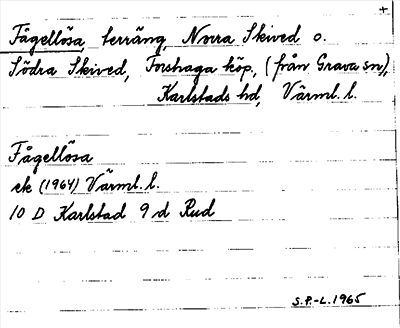 +
Fågellösa, terräng, Norra Skived o.
Södra Skived, Forshaga köp, (från Grava sn),
Karlstads hd, Värml. l.
Fågellösa
ek (1964) Värml. l.
10 D Karlstad 9 d Rud
S.P.-L. 1965